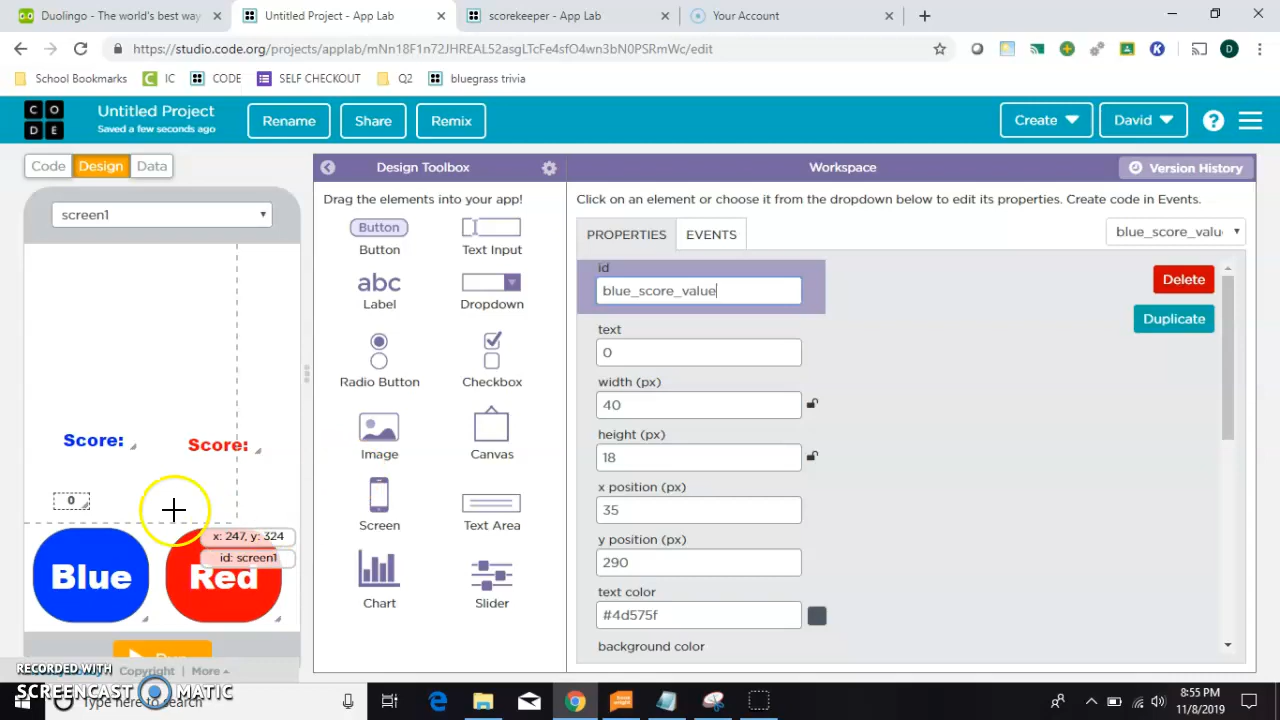 Duolingo - The world's best way
Untitled Project - App Lab
scorekeeper - App Lab
Your Account
https://studio.code.org/projects/applab/mNn18F1n72JHREAL52asgLTcFe4sfO4wn3bN0PSRmWc/edit
D
School Bookmarks
IC
CODE
SELF CHECKOUT
Q2
bluegrass trivia
C O
D E
Untitled Project
Saved a few seconds ago
Rename
Share
Remix
Create
David
?
Code
Design
Data
Design Toolbox
Workspace
Version History
screen1
Drag the elements into your app!
Click on an element or choose it from the dropdown below to edit its properties. Create code in Events.
Button
Button
Text Input
abc
Label
Dropdown
Radio Button
Checkbox
Image
Canvas
Screen
Text Area
Chart
Slider
PROPERTIES
EVENTS
blue_score_valu
id
blue_score_value
Delete
Duplicate
text
0
width (px)
40
height (px)
18
x position (px)
35
y position (px)
290
text color
#4d575f
background color
Score:
Score:
0
x: 247, y: 324
id: screen1
Blue
Red
Copyright
More
RECORDED WITH
SCREENCAST MATIC
Type here to search
8:55 PM
11/8/2019